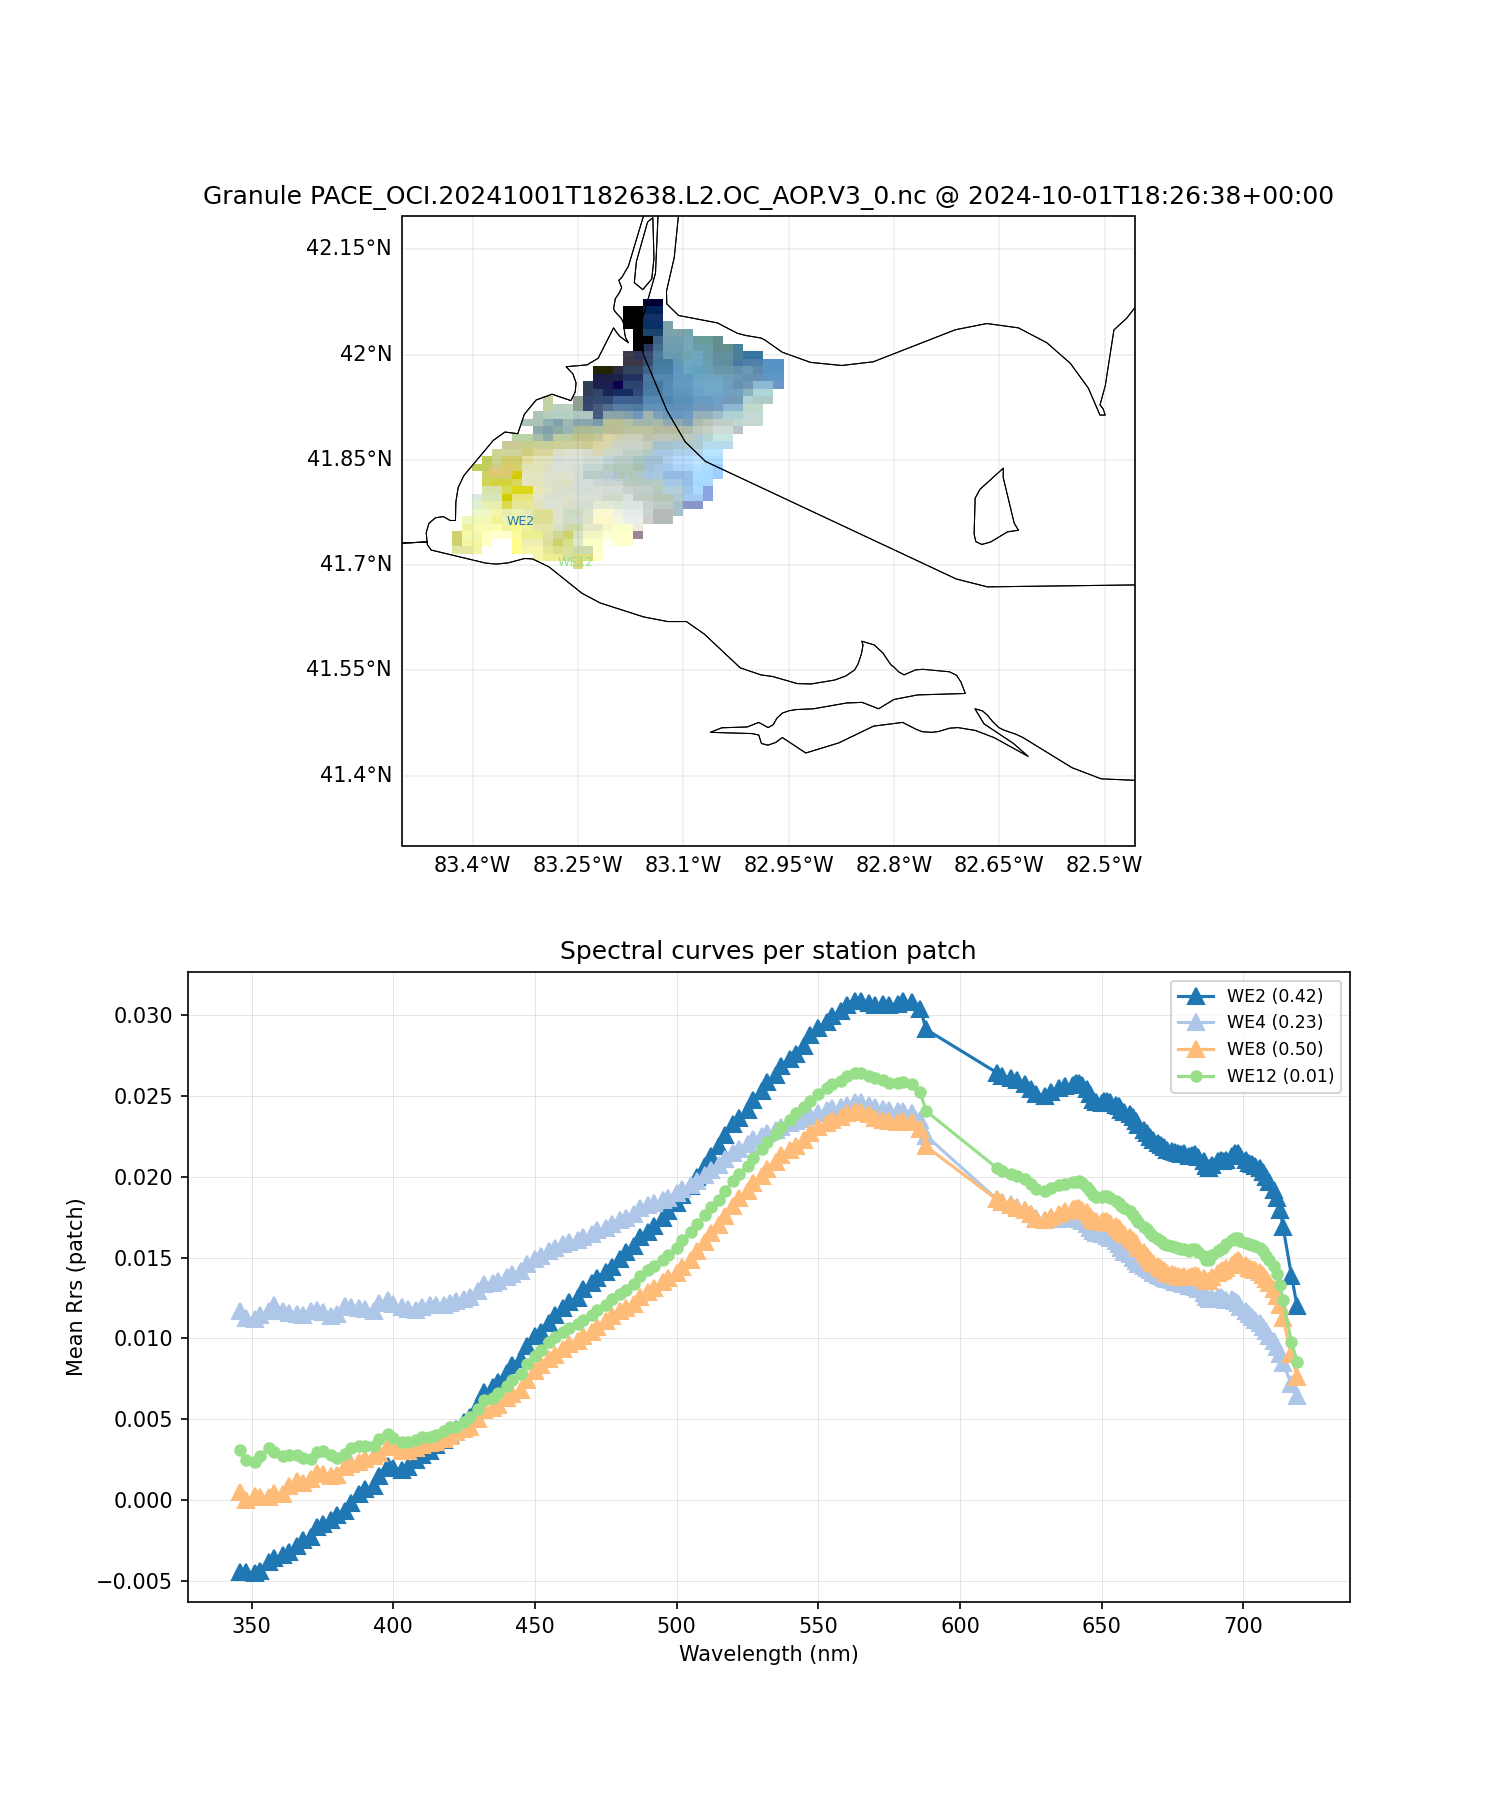 Granule PACE_OCI.20241001T182638.L2.OC_AOP.V3_0.nc @ 2024-10-01T18:26:38+00:00
42.15°N
42°N
41.85°N
41.7°N
41.55°N
41.4°N
WE2
WE12
83.4°W 83.25°W 83.1°W 82.95°W 82.8°W 82.65°W 82.5°W
Spectral curves per station patch
WE2 (0.42)
WE4 (0.23)
WE8 (0.50)
WE12 (0.01)
Mean Rrs (patch)
0.030
0.025
0.020
0.015
0.010
0.005
0.000
−0.005
350 400 450 500 550 600 650 700
Wavelength (nm)